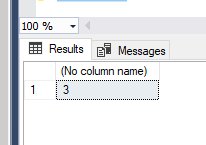 100 %
Results Messages
(No column name)
1 3